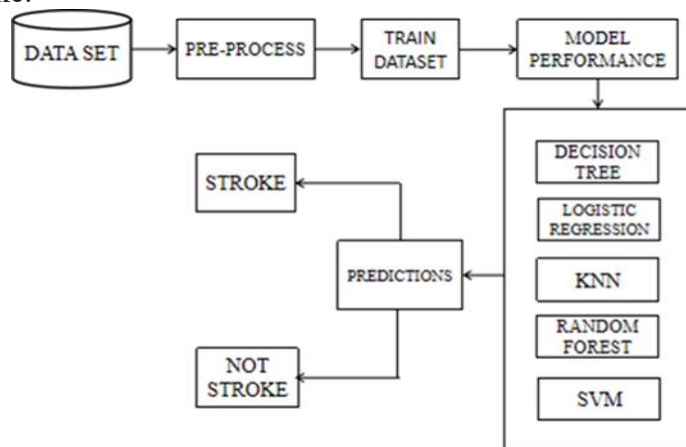 DATA SET
PRE-PROCESS
TRAIN
DATASET
MODEL
PERFORMANCE
DECISION
TREE
LOGISTIC
REGRESSION
KNN
RANDOM
FOREST
SVM
PREDICTIONS
STROKE
NOT
STROKE